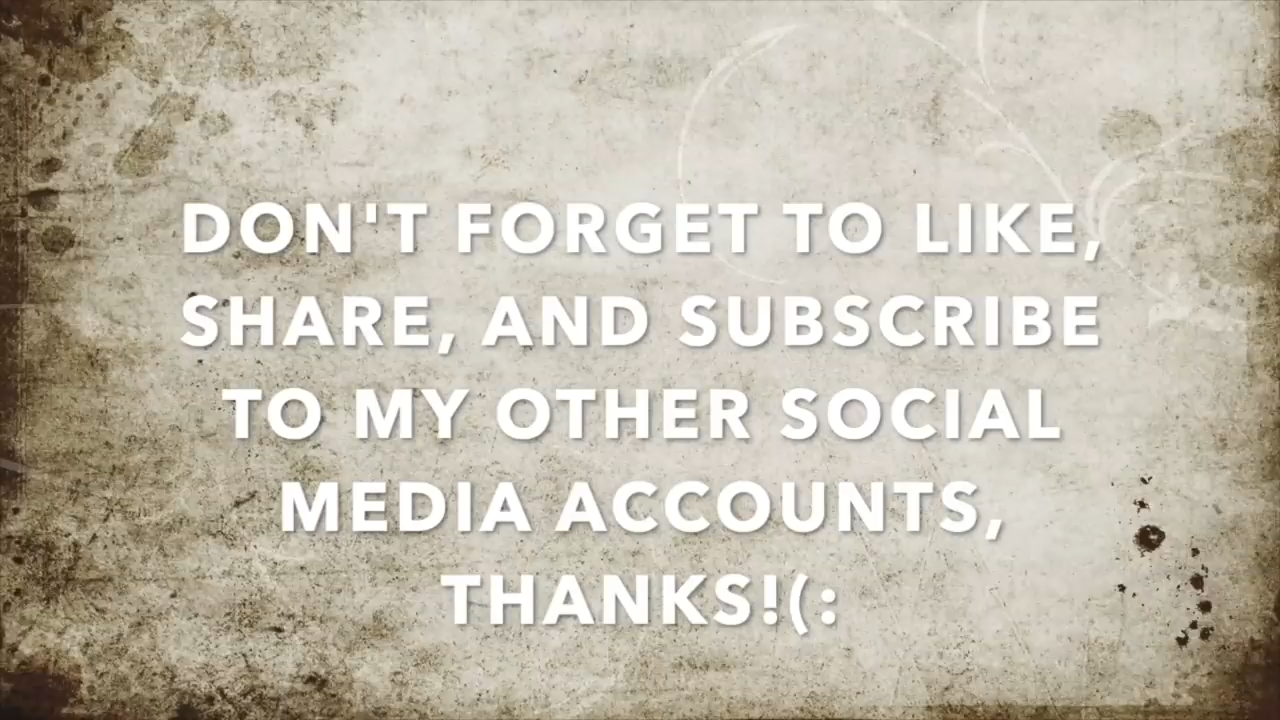 DON'T FORGET TO LIKE,
SHARE, AND SUBSCRIBE
TO MY OTHER SOCIAL
MEDIA ACCOUNTS,
THANKS!(: